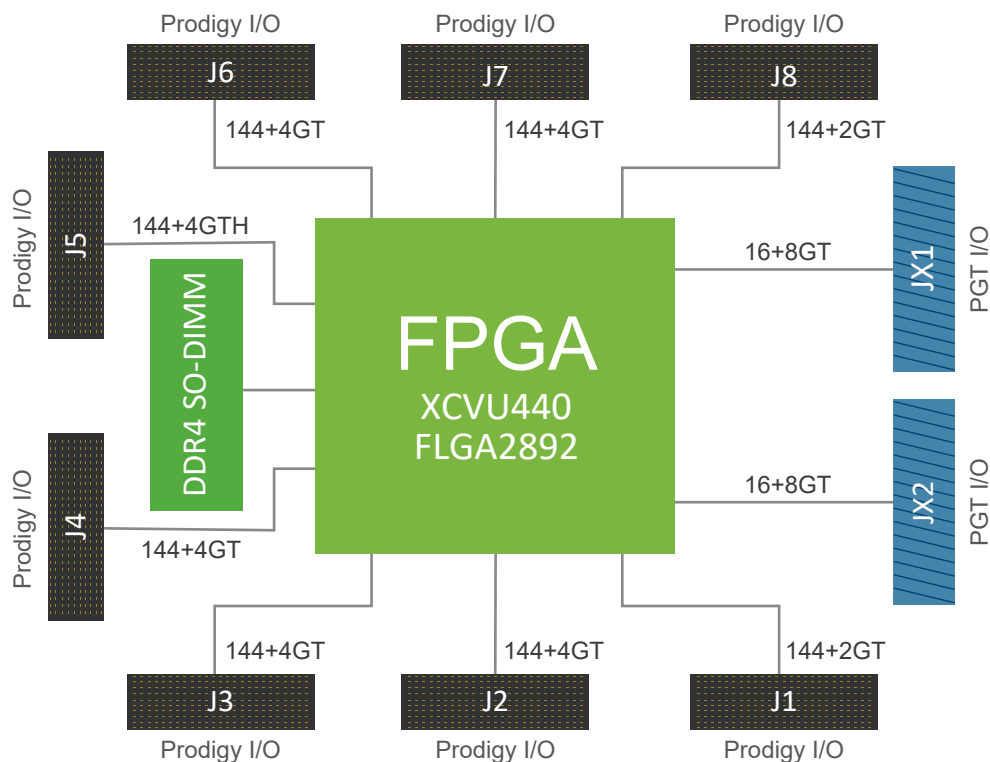 Prodigy I/O
Prodigy I/O
Prodigy I/O
J6
J7
J8
144+4GT
144+4GT
144+2GT
Prodigy I/O
J5
144+4GTH
16+8GT
JX1
PGT I/O
DDR4 SO-DIMM
FPGA
XCVU440
FLGA2892
Prodigy I/O
J4
144+4GT
16+8GT
JX2
PGT I/O
144+4GT
144+4GT
144+2GT
J3
J2
J1
Prodigy I/O
Prodigy I/O
Prodigy I/O